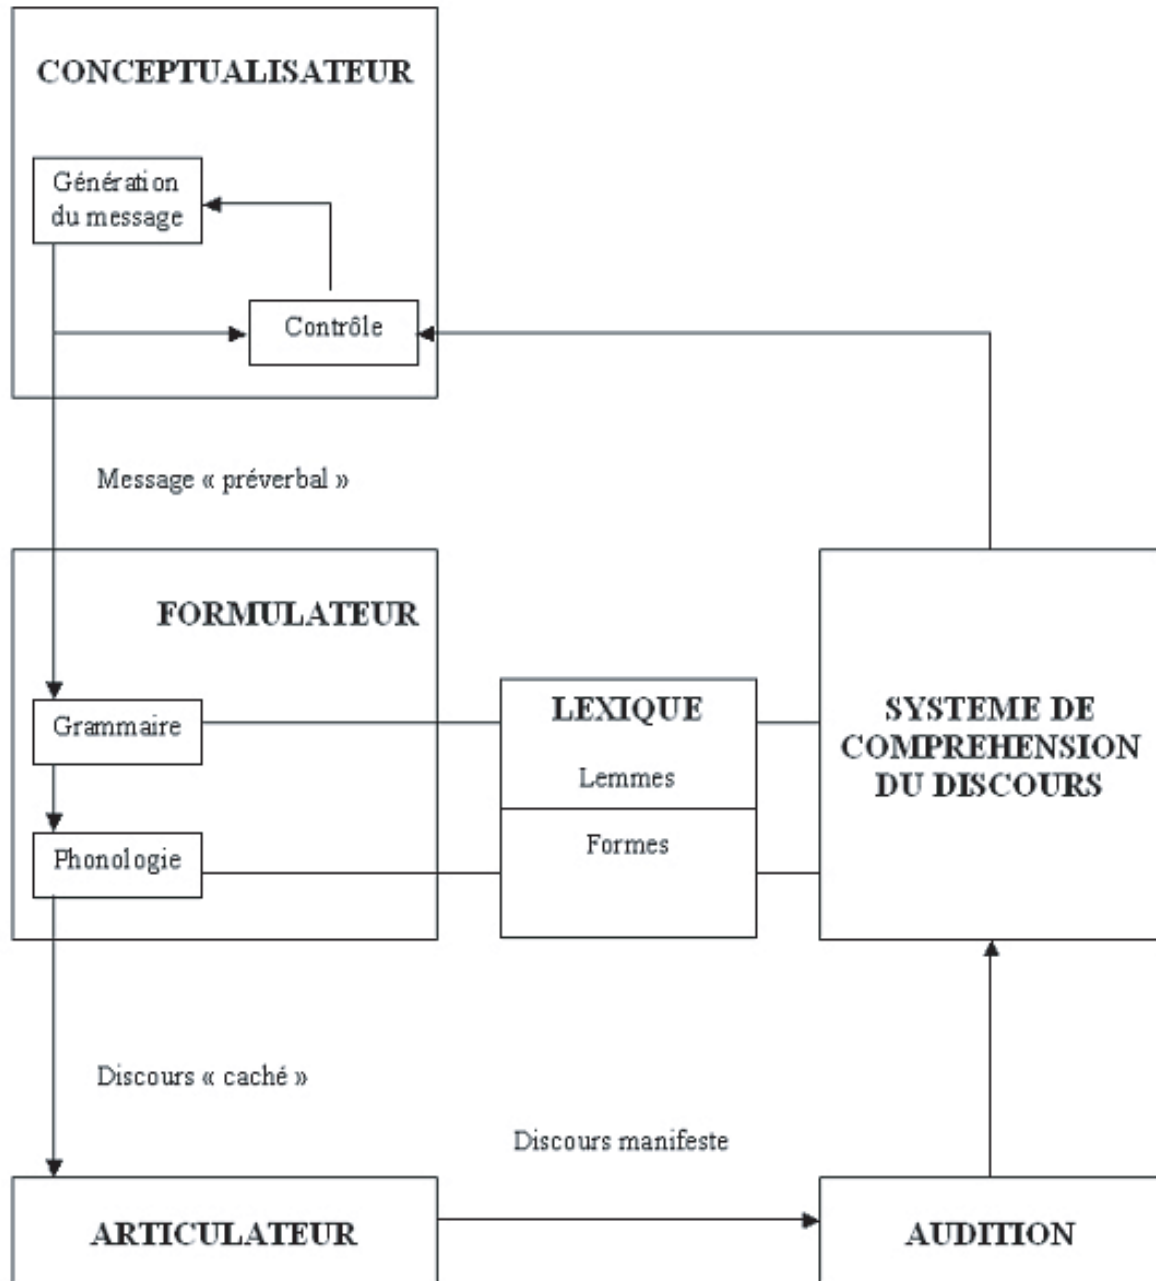 CONCEPTUALISATEUR
Génération
du message
Contrôle
Message « préverbal »
FORMULATEUR
Grammaire
Phonologie
LEXIQUE
Lemmes
Formes
SYSTEME DE
COMPREHENSION
DU DISCOURS
Discours « caché »
Discours manifeste
ARTICULATEUR
AUDITION